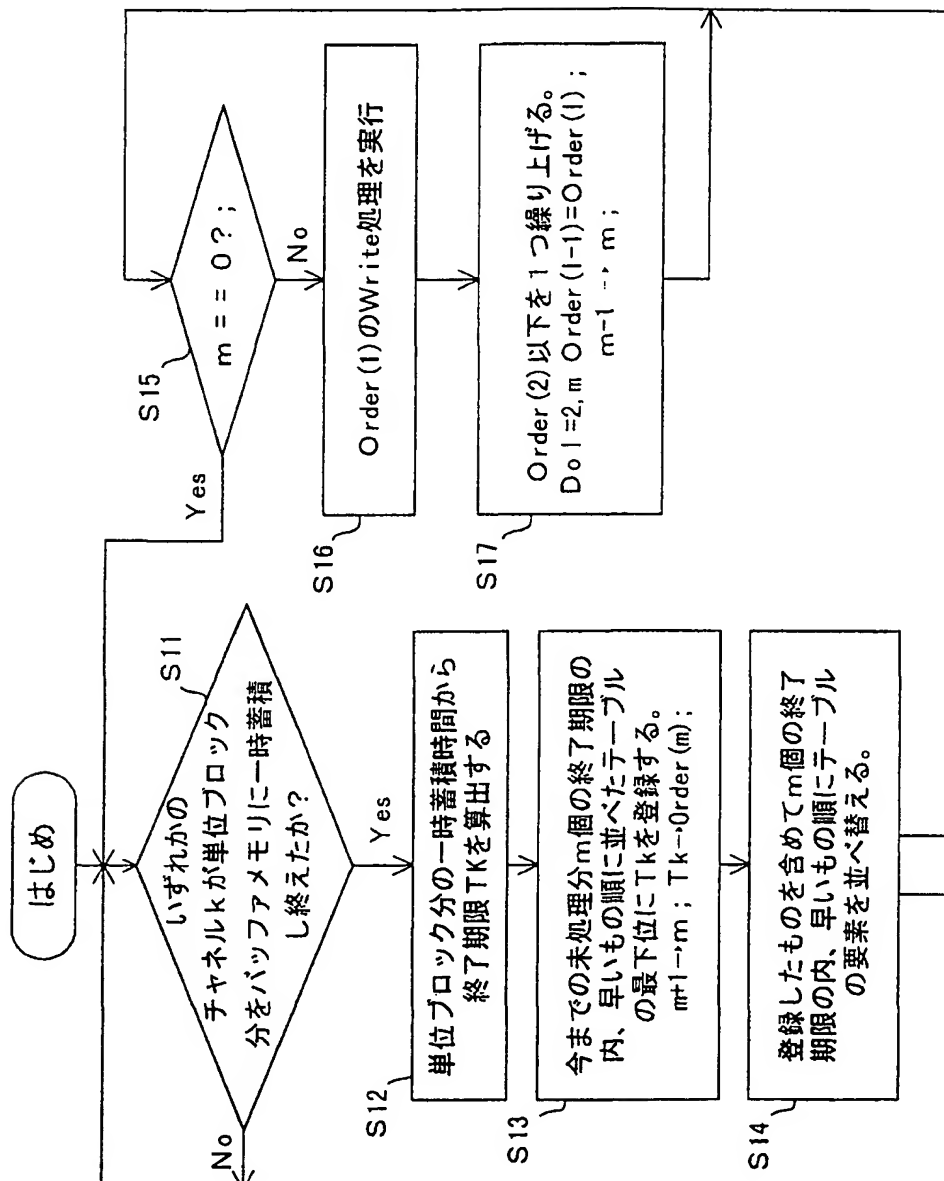 はじめ
S11
いずれかの
チャネルkが単位ブロック
分をバッファメモリに一時蓄積
し終えたか?
No
Yes
S12
単位ブロック分の一時蓄積時間から
終了期限TKを算出する
S13
今までの未処理分m個の終了期限の
内、早いもの順に並べたテーブル
の最下位にTkを登録する。
m+1→m; Tk→Order(m);
S14
登録したものを含めてm個の終了
期限の内、早いもの順にテーブル
の要素を並べ替える。
S15
m==0?;
Yes
No
S16
Order(1)のWrite処理を実行
S17
Order(2)以下を1つ繰り上げる。
Do l=2,m Order(l-1)=Order(l);
m-1→m;